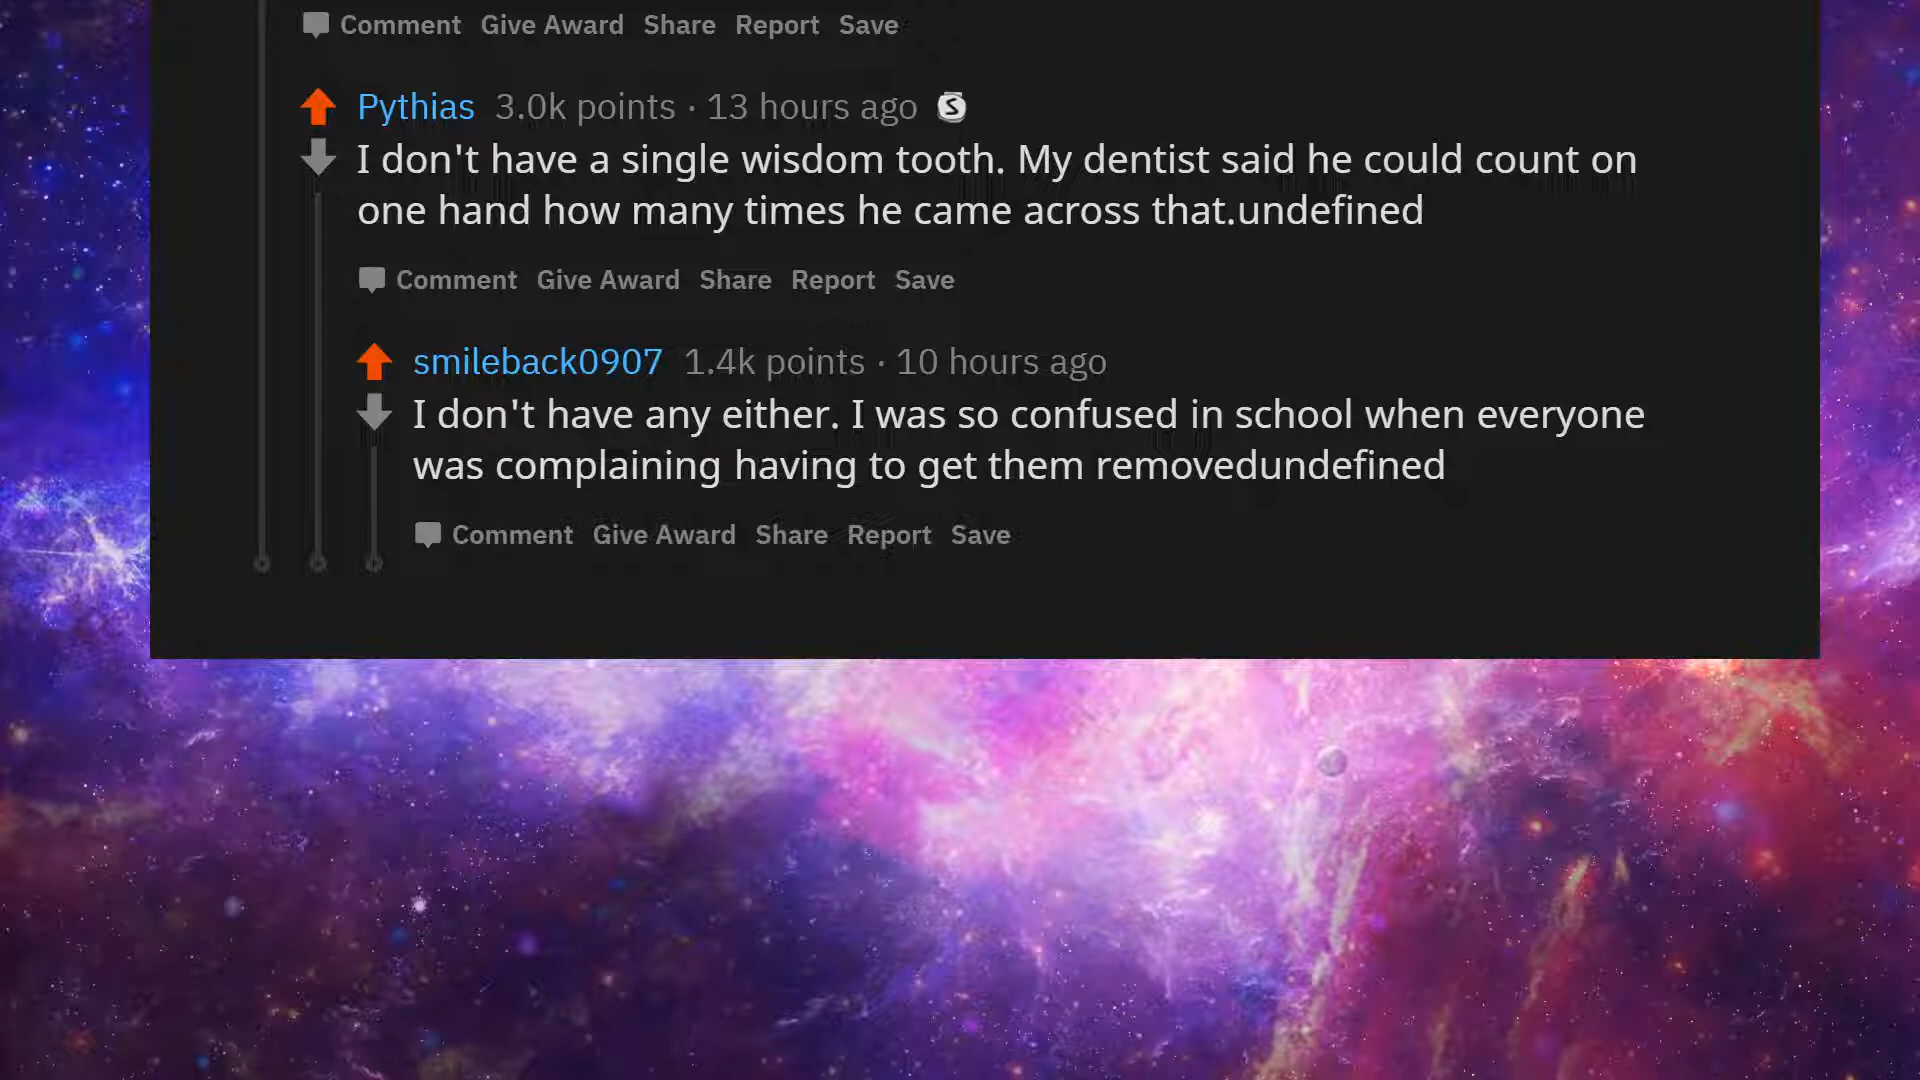 Comment Give Award Share Report Save
Pythias 3.0k points · 13 hours ago S
I don't have a single wisdom tooth. My dentist said he could count on
one hand how many times he came across that.undefined
Comment Give Award Share Report Save
smileback0907 1.4k points · 10 hours ago
I don't have any either. I was so confused in school when everyone
was complaining having to get them removedundefined
Comment Give Award Share Report Save